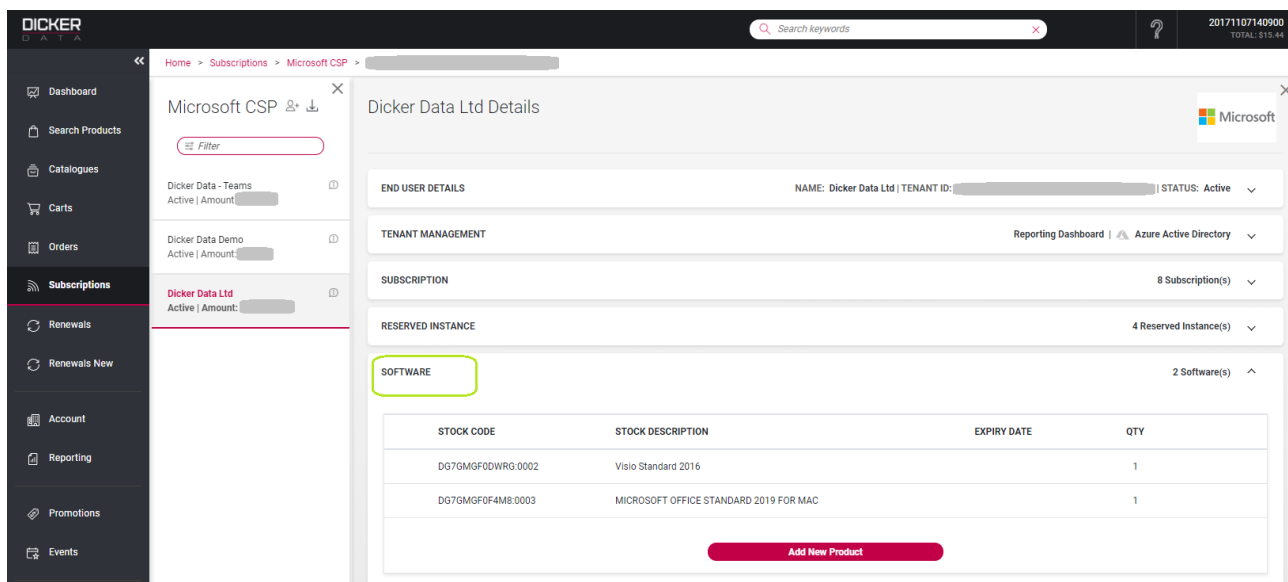 DICKER
DATA
Search keywords
20171107140900
TOTAL: $15.44
Home > Subscriptions > Microsoft CSP >
Dashboard
Search Products
Catalogues
Carts
Orders
Subscriptions
Renewals
Renewals New
Account
Reporting
Promotions
Events
Microsoft CSP
Filter
Dicker Data - Teams
Active | Amount:
Dicker Data Demo
Active | Amount:
Dicker Data Ltd
Active | Amount:
Dicker Data Ltd Details
Microsoft
END USER DETAILS NAME: Dicker Data Ltd | TENANT ID: | STATUS: Active
TENANT MANAGEMENT Reporting Dashboard | Azure Active Directory
SUBSCRIPTION 8 Subscription(s)
RESERVED INSTANCE 4 Reserved Instance(s)
SOFTWARE 2 Software(s)
STOCK CODE STOCK DESCRIPTION EXPIRY DATE QTY
DG7GMGF0DWRG:0002 Visio Standard 2016 1
DG7GMGF0F4M8:0003 MICROSOFT OFFICE STANDARD 2019 FOR MAC 1
Add New Product